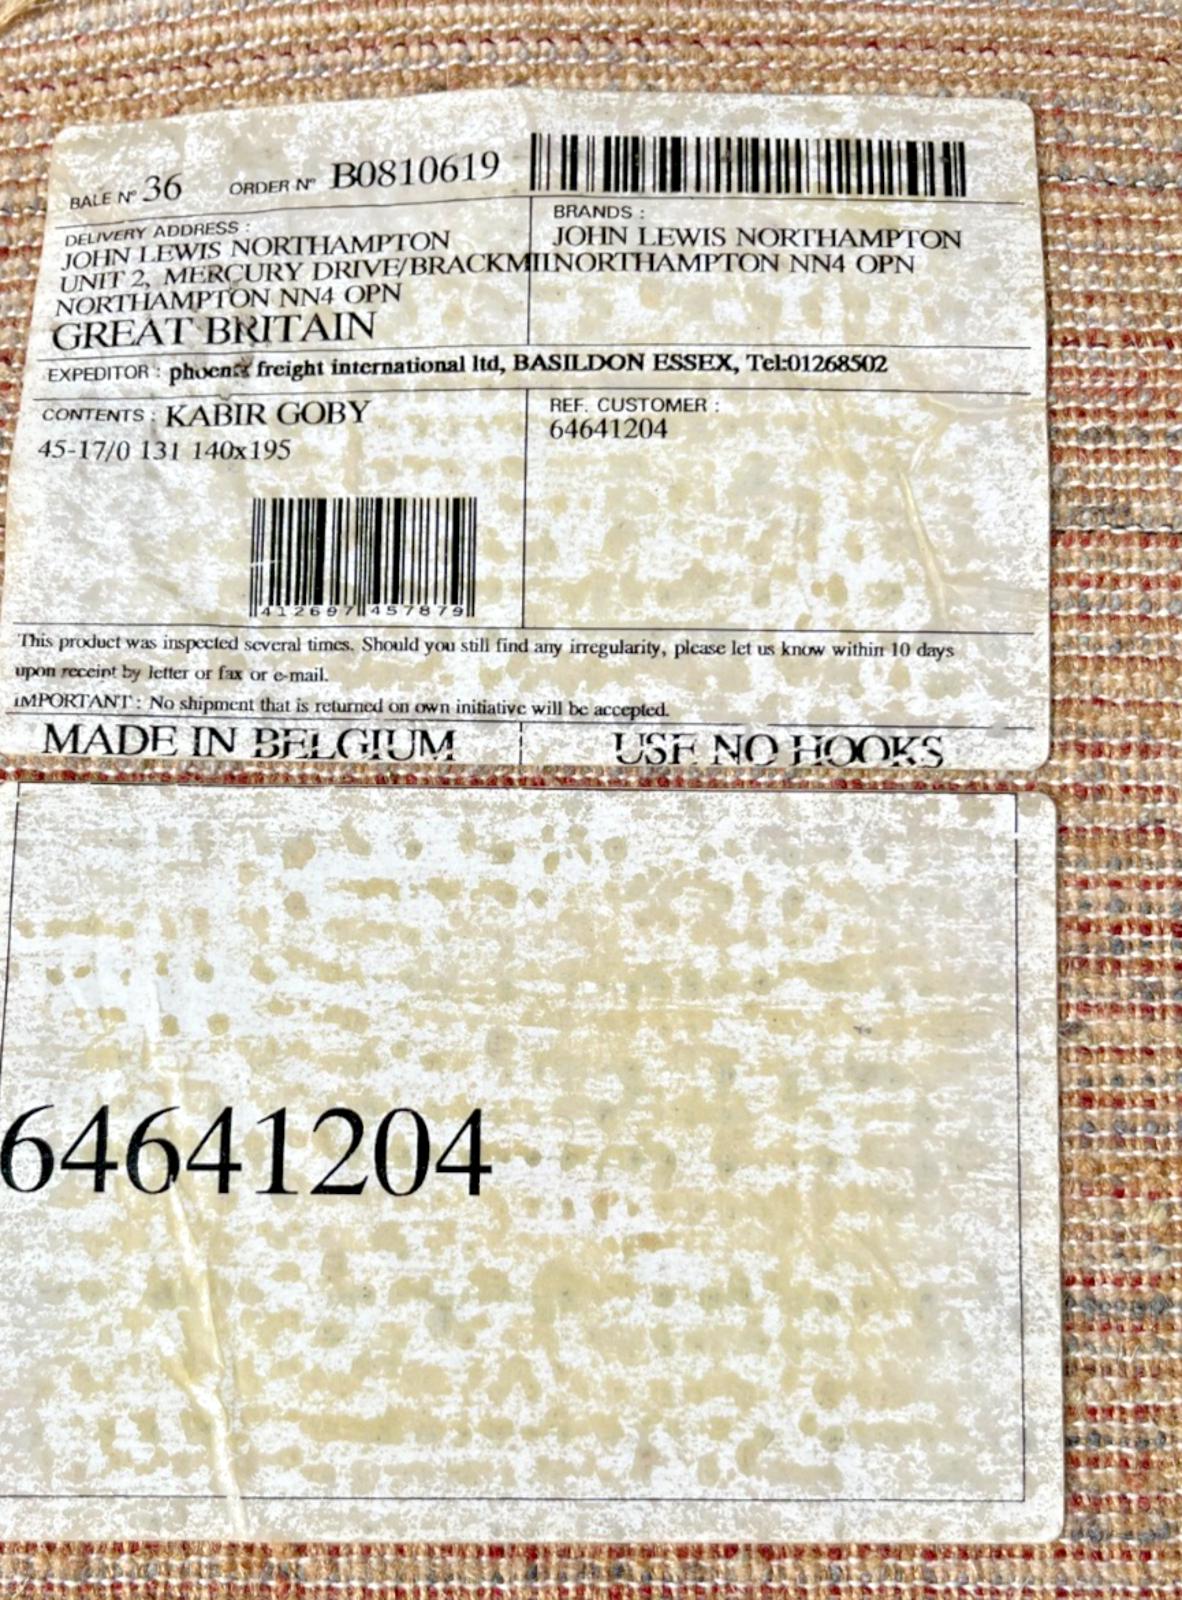 BALE Nº 36 ORDER Nº B0810619
DELIVERY ADDRESS :
JOHN LEWIS NORTHAMPTON
UNIT 2, MERCURY DRIVE/BRACKMII
NORTHAMPTON NN4 OPN
GREAT BRITAIN
BRANDS :
JOHN LEWIS NORTHAMPTON
NORTHAMPTON NN4 OPN
EXPEDITOR : phoenix freight international ltd, BASILDON ESSEX, Tel:01268502
CONTENTS : KABIR GOBY
45-17/0 131 140x195
412697 457879
REF. CUSTOMER :
64641204
This product was inspected several times. Should you still find any irregularity, please let us know within 10 days
upon receipt by letter or fax or e-mail.
IMPORTANT : No shipment that is returned on own initiative will be accepted.
MADE IN BELGIUM
USE NO HOOKS
64641204